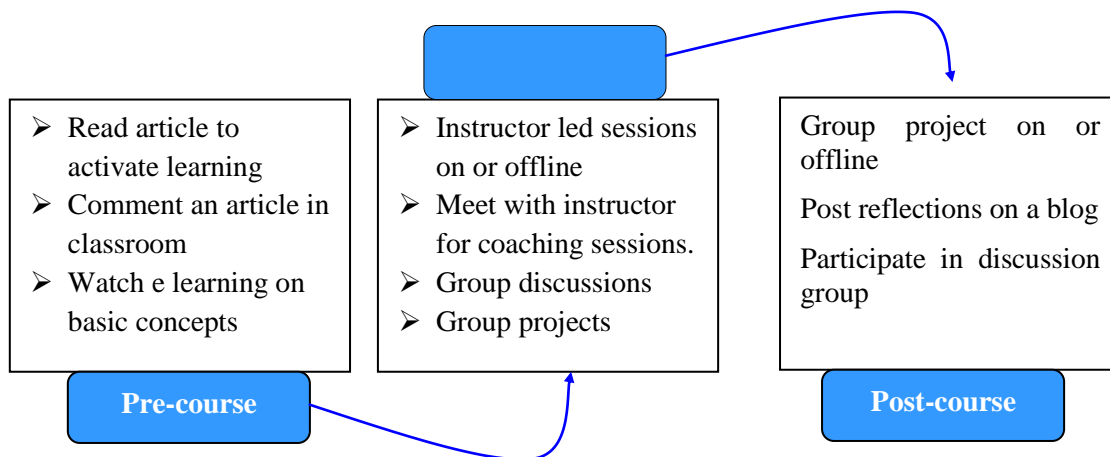 ➢ Read article to
activate learning
➢ Comment an article in
classroom
➢ Watch e learning on
basic concepts
Pre-course
➢ Instructor led sessions
on or offline
➢ Meet with instructor
for coaching sessions.
➢ Group discussions
➢ Group projects
Group project on or
offline
Post reflections on a blog
Participate in discussion
group
Post-course